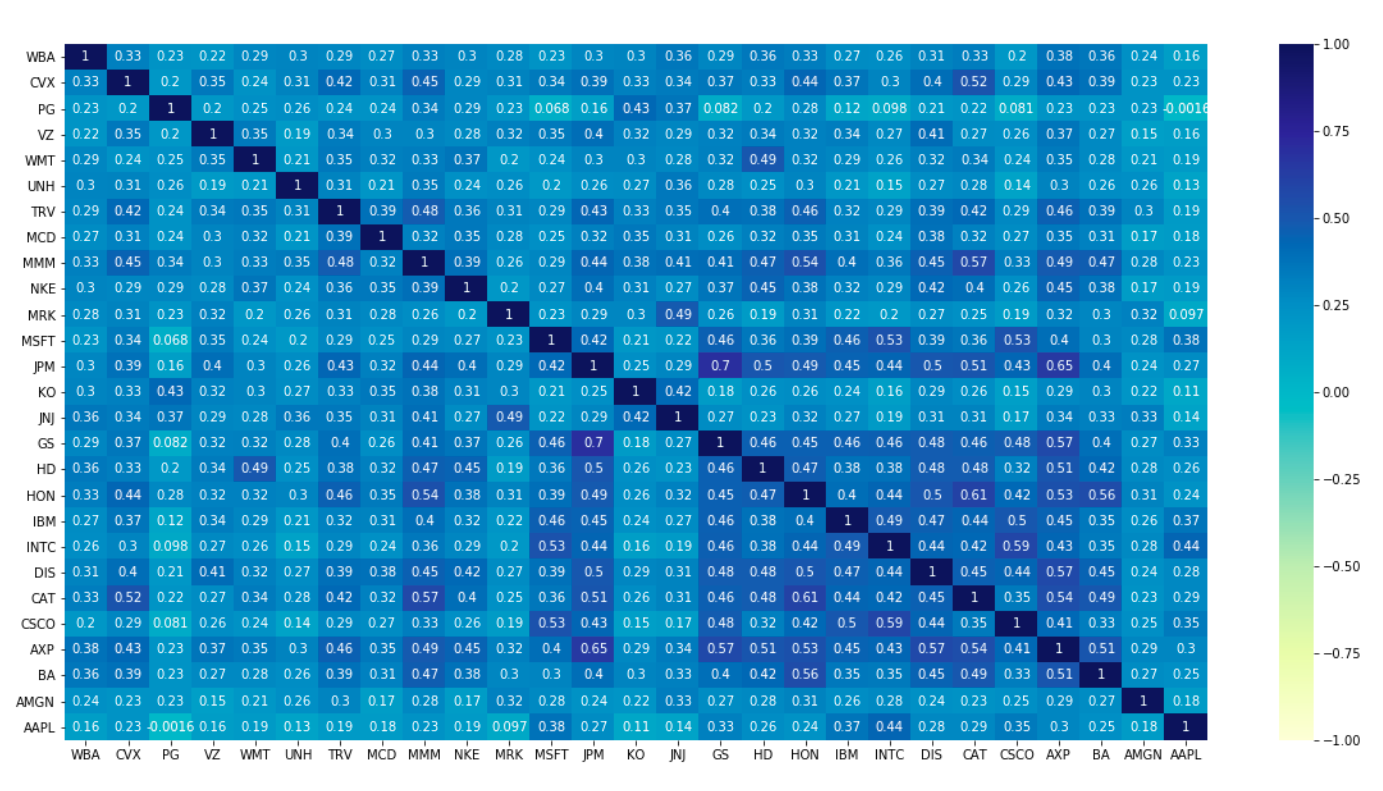 WBA 1 0.33 0.23 0.22 0.29 0.3 0.29 0.27 0.33 0.3 0.28 0.23 0.3 0.3 0.36 0.29 0.36 0.33 0.27 0.26 0.31 0.33 0.2 0.38 0.36 0.24 0.16 1.00
CVX 0.33 1 0.2 0.35 0.24 0.31 0.42 0.31 0.45 0.29 0.31 0.34 0.39 0.33 0.34 0.37 0.33 0.44 0.37 0.3 0.4 0.52 0.29 0.43 0.39 0.23 0.23
PG 0.23 0.2 1 0.2 0.25 0.26 0.24 0.24 0.34 0.29 0.23 0.068 0.16 0.43 0.37 0.082 0.2 0.28 0.12 0.098 0.21 0.22 0.081 0.23 0.23 0.23 -0.0016
VZ 0.22 0.35 0.2 1 0.35 0.19 0.34 0.3 0.3 0.28 0.32 0.35 0.4 0.32 0.29 0.32 0.34 0.32 0.34 0.27 0.41 0.27 0.26 0.37 0.27 0.15 0.16 0.75
WMT 0.29 0.24 0.25 0.35 1 0.21 0.35 0.32 0.33 0.37 0.2 0.24 0.3 0.3 0.28 0.32 0.49 0.32 0.29 0.26 0.32 0.34 0.24 0.35 0.28 0.21 0.19
UNH 0.3 0.31 0.26 0.19 0.21 1 0.31 0.21 0.35 0.24 0.26 0.2 0.26 0.27 0.36 0.28 0.25 0.3 0.21 0.15 0.27 0.28 0.14 0.3 0.26 0.26 0.13
TRV 0.29 0.42 0.24 0.34 0.35 0.31 1 0.39 0.48 0.36 0.31 0.29 0.43 0.33 0.35 0.4 0.38 0.46 0.32 0.29 0.39 0.42 0.29 0.46 0.39 0.3 0.19 0.50
MCD 0.27 0.31 0.24 0.3 0.32 0.21 0.39 1 0.32 0.35 0.28 0.25 0.32 0.35 0.31 0.26 0.32 0.35 0.31 0.24 0.38 0.32 0.27 0.35 0.31 0.17 0.18
MMM 0.33 0.45 0.34 0.3 0.33 0.35 0.48 0.32 1 0.39 0.26 0.29 0.44 0.38 0.41 0.41 0.47 0.54 0.4 0.36 0.45 0.57 0.33 0.49 0.47 0.28 0.23
NKE 0.3 0.29 0.29 0.28 0.37 0.24 0.36 0.35 0.39 1 0.2 0.27 0.4 0.31 0.27 0.37 0.45 0.38 0.32 0.29 0.42 0.4 0.26 0.45 0.38 0.17 0.19
MRK 0.28 0.31 0.23 0.32 0.2 0.26 0.31 0.28 0.26 0.2 1 0.23 0.29 0.3 0.49 0.26 0.19 0.31 0.22 0.2 0.27 0.25 0.19 0.32 0.3 0.32 0.097 0.25
MSFT 0.23 0.34 0.068 0.35 0.24 0.2 0.29 0.25 0.29 0.27 0.23 1 0.42 0.21 0.22 0.46 0.36 0.39 0.46 0.53 0.39 0.36 0.53 0.4 0.3 0.28 0.38
JPM 0.3 0.39 0.16 0.4 0.3 0.26 0.43 0.32 0.44 0.4 0.29 0.42 1 0.25 0.29 0.7 0.5 0.49 0.45 0.44 0.5 0.51 0.43 0.65 0.4 0.24 0.27
KO 0.3 0.33 0.43 0.32 0.3 0.27 0.33 0.35 0.38 0.31 0.3 0.21 0.25 1 0.42 0.18 0.26 0.26 0.24 0.16 0.29 0.26 0.15 0.29 0.3 0.22 0.11 0.00
JNJ 0.36 0.34 0.37 0.29 0.28 0.36 0.35 0.31 0.41 0.27 0.49 0.22 0.29 0.42 1 0.27 0.23 0.32 0.27 0.19 0.31 0.31 0.17 0.34 0.33 0.33 0.14
GS 0.29 0.37 0.082 0.32 0.32 0.28 0.4 0.26 0.41 0.37 0.26 0.46 0.7 0.18 0.27 1 0.46 0.45 0.46 0.46 0.48 0.46 0.48 0.57 0.4 0.27 0.33
HD 0.36 0.33 0.2 0.34 0.49 0.25 0.38 0.32 0.47 0.45 0.19 0.36 0.5 0.26 0.23 0.46 1 0.47 0.38 0.38 0.48 0.48 0.32 0.51 0.42 0.28 0.26
HON 0.33 0.44 0.28 0.32 0.32 0.3 0.46 0.35 0.54 0.38 0.31 0.39 0.49 0.26 0.32 0.45 0.47 1 0.4 0.44 0.5 0.61 0.42 0.53 0.56 0.31 0.24 −0.25
IBM 0.27 0.37 0.12 0.34 0.29 0.21 0.32 0.31 0.4 0.32 0.22 0.46 0.45 0.24 0.27 0.46 0.38 0.4 1 0.49 0.47 0.44 0.5 0.45 0.35 0.26 0.37
INTC 0.26 0.3 0.098 0.27 0.26 0.15 0.29 0.24 0.36 0.29 0.2 0.53 0.44 0.16 0.19 0.46 0.38 0.44 0.49 1 0.44 0.42 0.59 0.43 0.35 0.28 0.44
DIS 0.31 0.4 0.21 0.41 0.32 0.27 0.39 0.38 0.45 0.42 0.27 0.39 0.5 0.29 0.31 0.48 0.48 0.5 0.47 0.44 1 0.45 0.44 0.57 0.45 0.24 0.28 −0.50
CAT 0.33 0.52 0.22 0.27 0.34 0.28 0.42 0.32 0.57 0.4 0.25 0.36 0.51 0.26 0.31 0.46 0.48 0.61 0.44 0.42 0.45 1 0.35 0.54 0.49 0.23 0.29
CSCO 0.2 0.29 0.081 0.26 0.24 0.14 0.29 0.27 0.33 0.26 0.19 0.53 0.43 0.15 0.17 0.48 0.32 0.42 0.5 0.59 0.44 0.35 1 0.41 0.33 0.25 0.35
AXP 0.38 0.43 0.23 0.37 0.35 0.3 0.46 0.35 0.49 0.45 0.32 0.4 0.65 0.29 0.34 0.57 0.51 0.53 0.45 0.43 0.57 0.54 0.41 1 0.51 0.29 0.3 −0.75
BA 0.36 0.39 0.23 0.27 0.28 0.26 0.39 0.31 0.47 0.38 0.3 0.3 0.4 0.3 0.33 0.4 0.42 0.56 0.35 0.35 0.45 0.49 0.33 0.51 1 0.27 0.25
AMGN 0.24 0.23 0.23 0.15 0.21 0.26 0.3 0.17 0.28 0.17 0.32 0.28 0.24 0.22 0.33 0.27 0.28 0.31 0.26 0.28 0.24 0.23 0.25 0.29 0.27 1 0.18
AAPL 0.16 0.23 -0.0016 0.16 0.19 0.13 0.19 0.18 0.23 0.19 0.097 0.38 0.27 0.11 0.14 0.33 0.26 0.24 0.37 0.44 0.28 0.29 0.35 0.3 0.25 0.18 1 −1.00
WBA CVX PG VZ WMT UNH TRV MCD MMM NKE MRK MSFT JPM KO JNJ GS HD HON IBM INTC DIS CAT CSCO AXP BA AMGN AAPL